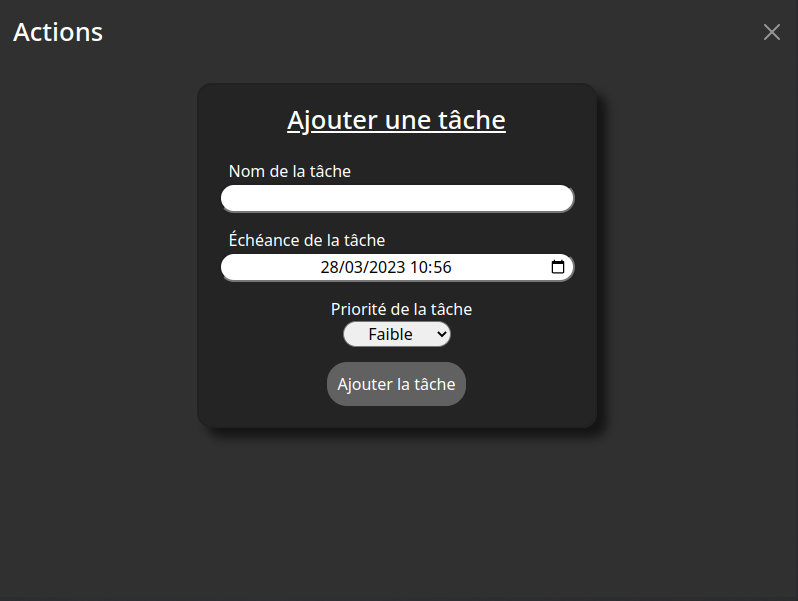 Actions
Ajouter une tâche
Nom de la tâche
Échéance de la tâche
28/03/2023 10:56
Priorité de la tâche
Faible
Ajouter la tâche